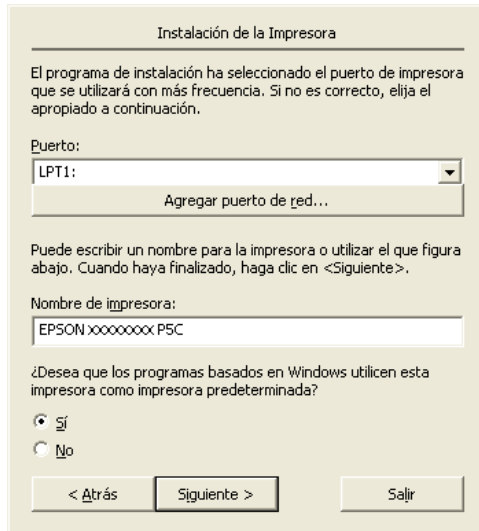 Instalación de la Impresora
El programa de instalación ha seleccionado el puerto de impresora
que se utilizará con más frecuencia. Si no es correcto, elija el
apropiado a continuación.
Puerto:
LPT1:
Agregar puerto de red...
Puede escribir un nombre para la impresora o utilizar el que figura
abajo. Cuando haya finalizado, haga clic en <Siguiente>.
Nombre de impresora:
EPSON xxxxxxxx P5C
¿Desea que los programas basados en Windows utilicen esta
impresora como impresora predeterminada?
Sí
No
< Atrás
Siguiente >
Salir